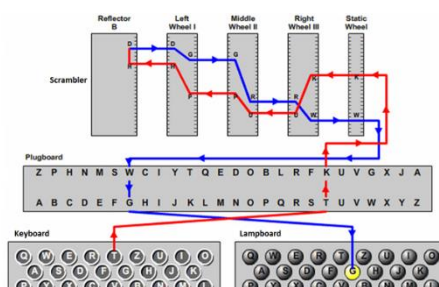 Reflector
B
Left
Wheel I
Middle
Wheel II
Right
Wheel III
Static
Wheel
Scrambler
D D
G G
K
R R
W W
P P
U U
K
Plugboard
Z P H N M S W C I Y T Q E D O B L R F K U V G X J A
A B C D E F G H I J K L M N O P Q R S T U V W X Y Z
Keyboard
Lampboard
Q W E R T Z U I O
A S D F G H J K
P Y X C V B N M L
Q W E R T Z U I O
A S D F G H J K
P Y X C V B N M L